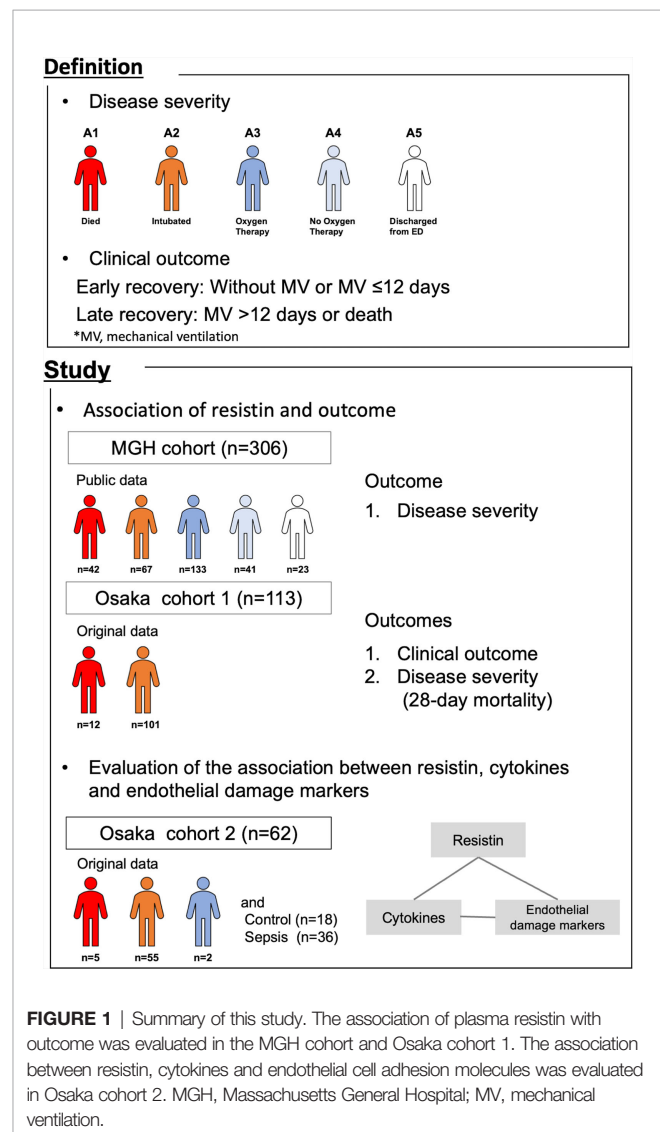 Definition
• Disease severity
A1 A2 A3 A4 A5
Died Intubated Oxygen Therapy No Oxygen Therapy Discharged from ED
• Clinical outcome
Early recovery: Without MV or MV ≤12 days
Late recovery: MV >12 days or death
*MV, mechanical ventilation
Study
• Association of resistin and outcome
MGH cohort (n=306)
Public data
n=42 n=67 n=133 n=41 n=23
Outcome
1. Disease severity
Osaka cohort 1 (n=113)
Original data
n=12 n=101
Outcomes
1. Clinical outcome
2. Disease severity
(28-day mortality)
• Evaluation of the association between resistin, cytokines
and endothelial damage markers
Osaka cohort 2 (n=62)
Original data
n=5 n=55 n=2
and
Control (n=18)
Sepsis (n=36)
Resistin
Cytokines
Endothelial
damage markers
FIGURE 1 | Summary of this study. The association of plasma resistin with
outcome was evaluated in the MGH cohort and Osaka cohort 1. The association
between resistin, cytokines and endothelial cell adhesion molecules was evaluated
in Osaka cohort 2. MGH, Massachusetts General Hospital; MV, mechanical
ventilation.